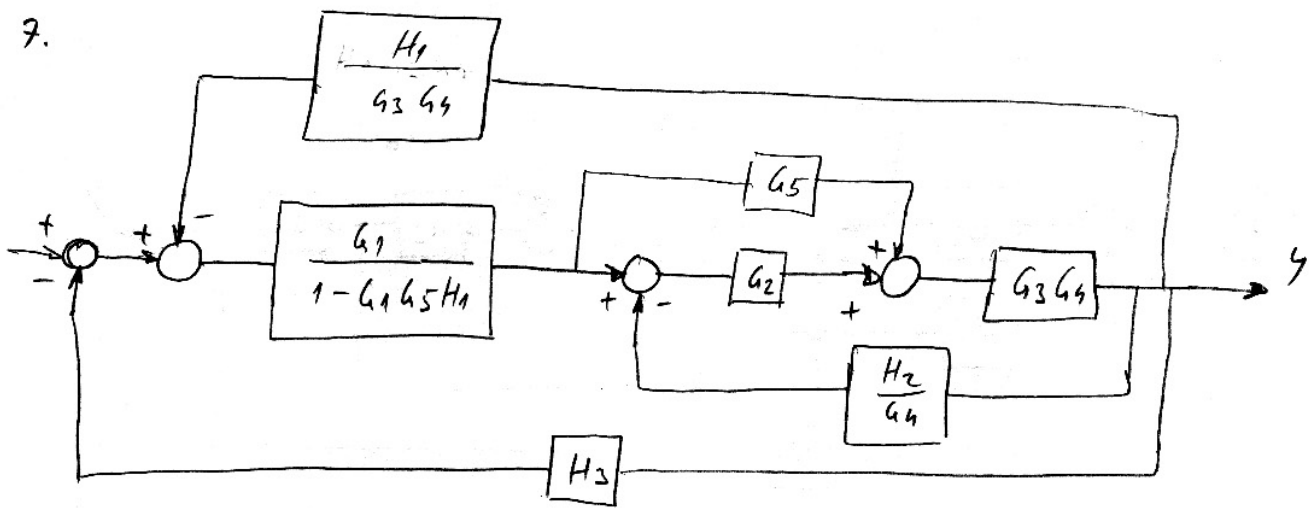 7.
H1
G3 G4
+ + -
-
G1
1 - G1 G5 H1
G5
+ -
G2
+
+
G3 G4
y
H2
G4
H3